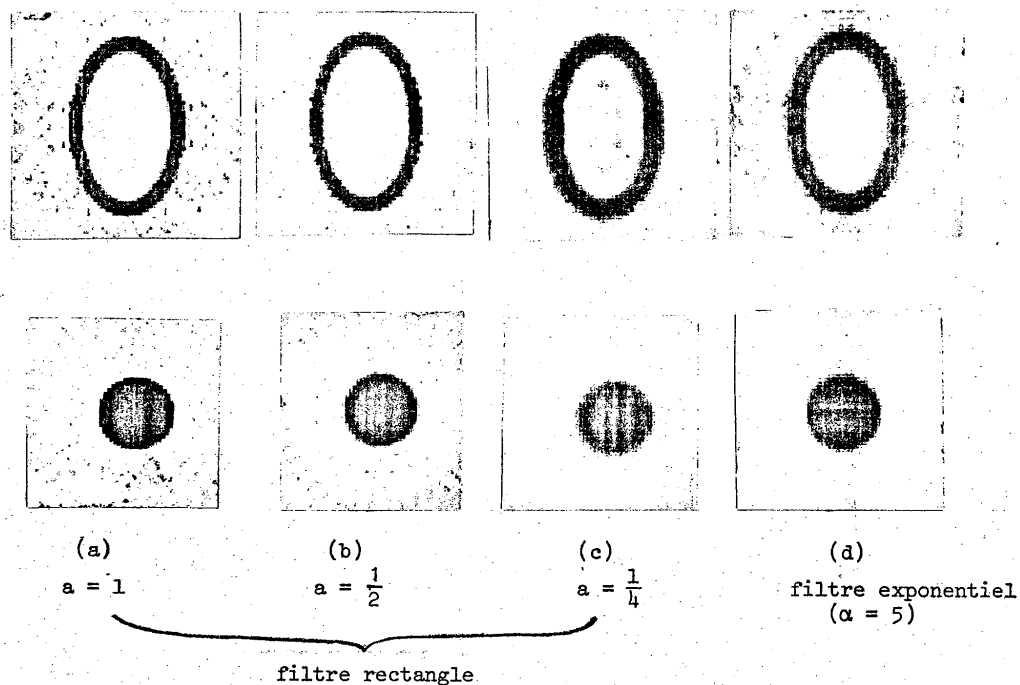 (a) (b) (c) (d)
a = 1 a = 1/2 a = 1/4 filtre exponentiel
(α = 5)
filtre rectangle